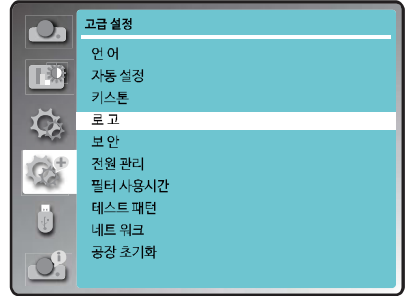 고급 설정
언 어
자동 설정
키스톤
로 고
보 안
전원 관리
필터 사용시간
테스트 패턴
네트 워크
공장 초기화